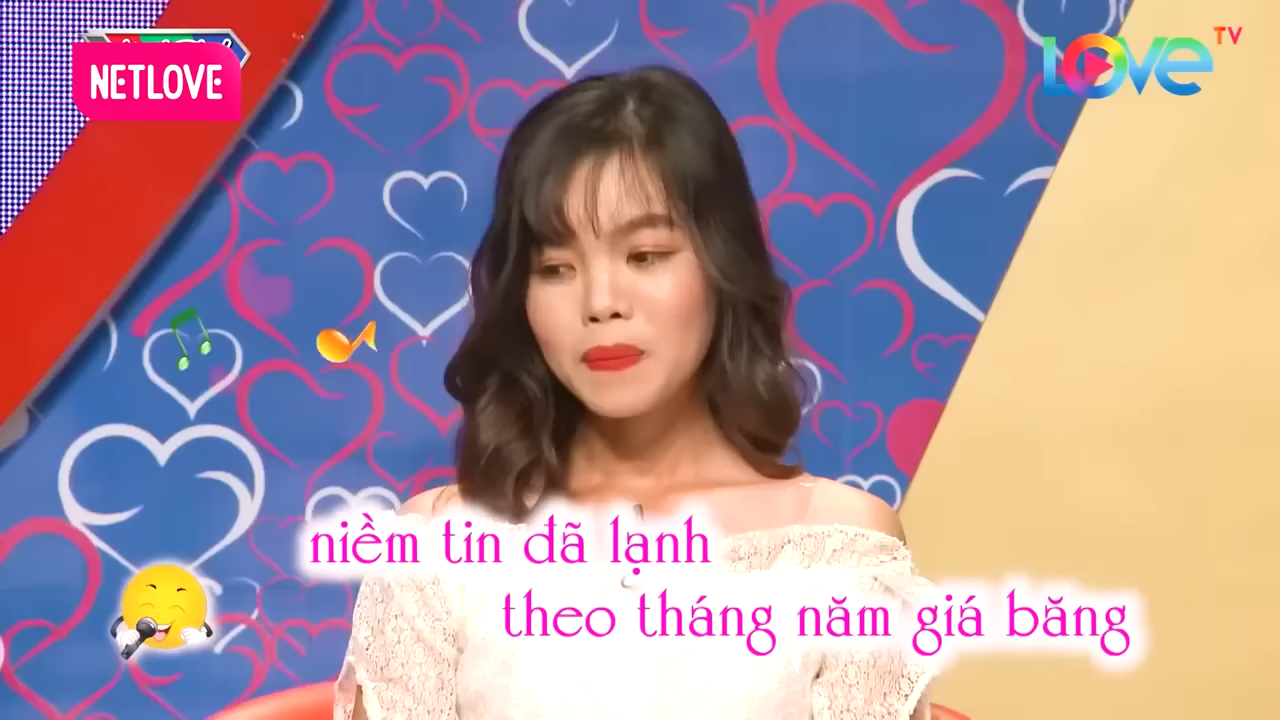 NETLOVE
LOVE TV
niềm tin đã lạnh
theo tháng năm giá băng